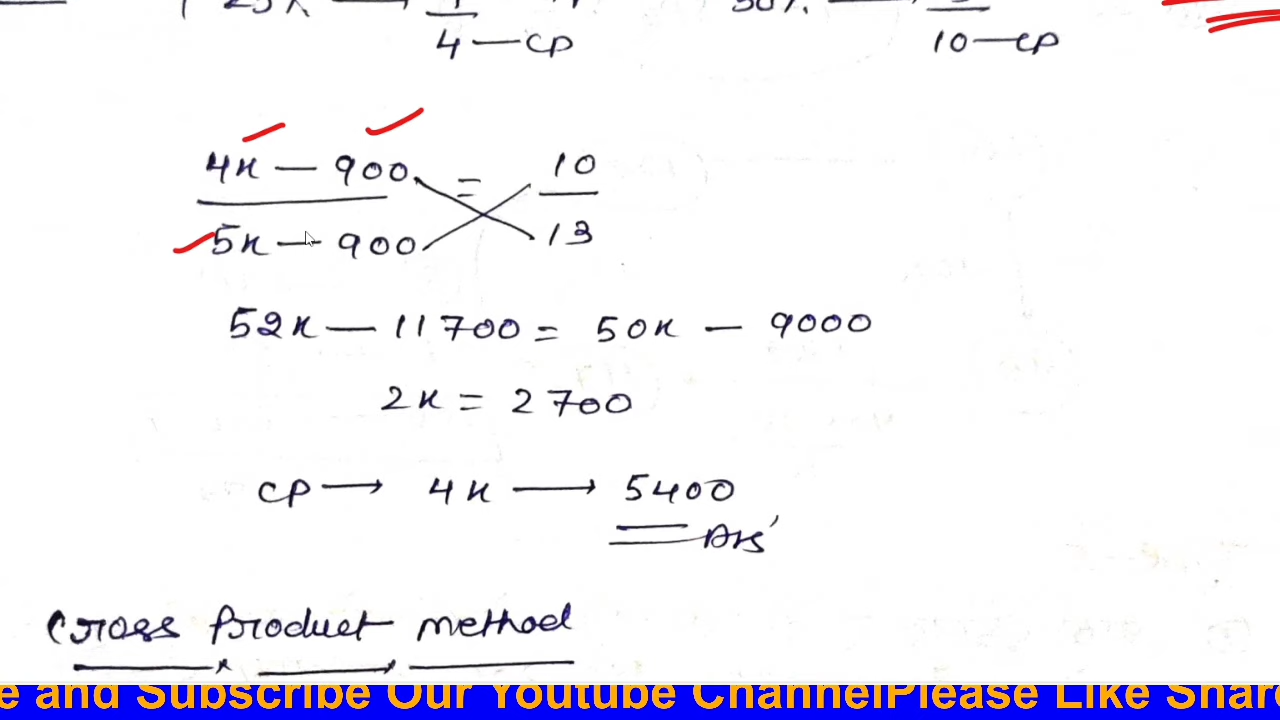 4 — CP 10 — CP
4x — 900 = 10
5x — 900 13
52x — 11700 = 50x — 9000
2x = 2700
CP → 4x → 5400
Ans'
Cross Product method
e and Subscribe Our Youtube ChannelPlease Like Share